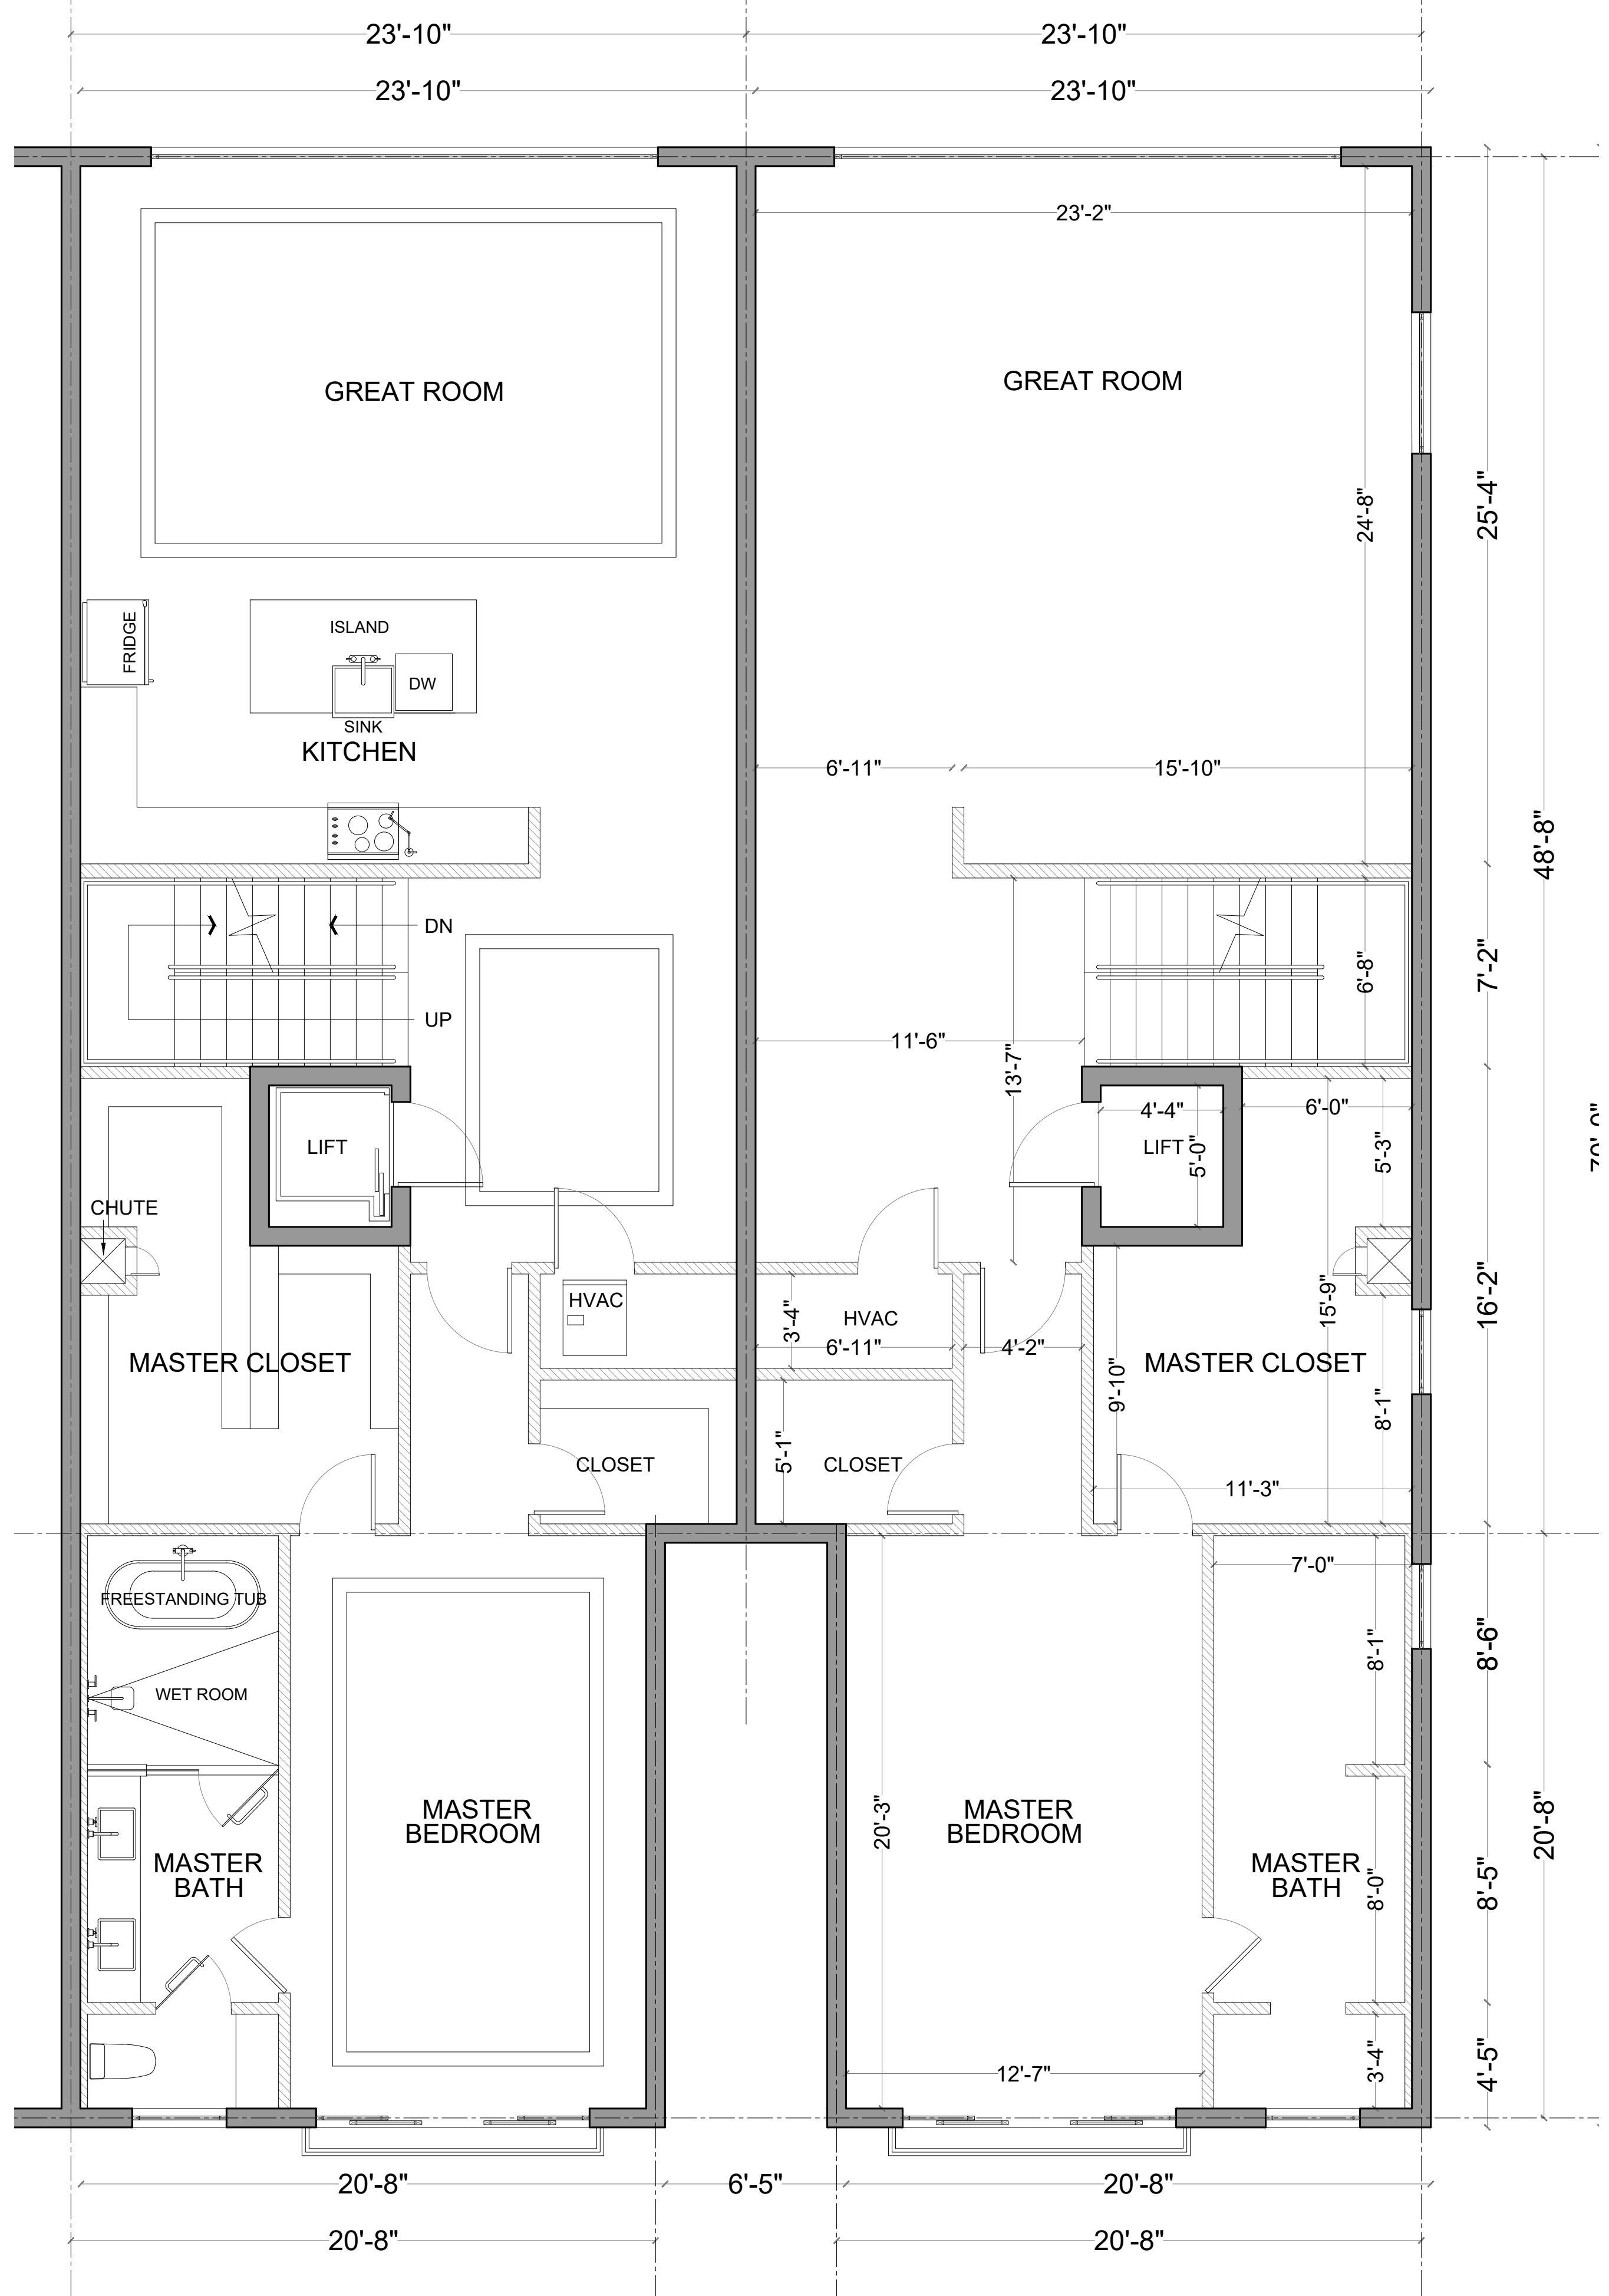 23'-10" 23'-10"
23'-10" 23'-10"
23'-2"
GREAT ROOM
GREAT ROOM
24'-8"
25'-4"
FRIDGE
ISLAND
DW
SINK
KITCHEN
6'-11" 15'-10"
48'-8"
DN
UP
6'-8"
7'-2"
11'-6"
13'-7"
LIFT
4'-4"
LIFT
5'-0"
6'-0"
5'-3"
CHUTE
HVAC
HVAC
3'-4"
6'-11"
4'-2"
15'-9"
16'-2"
MASTER CLOSET
MASTER CLOSET
9'-10"
8'-1"
CLOSET
5'-1"
CLOSET
11'-3"
FREESTANDING TUB
7'-0"
8'-1"
8'-6"
WET ROOM
MASTER
BEDROOM
20'-3"
MASTER
BEDROOM
20'-8"
MASTER
BATH
MASTER
BATH
8'-0"
8'-5"
12'-7"
3'-4"
4'-5"
20'-8" 6'-5" 20'-8"
20'-8" 20'-8"